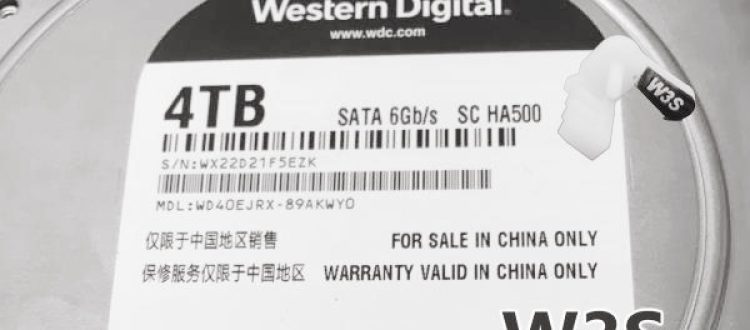 Western Digital.
www.wdc.com
4TB SATA 6Gb/s SC HA500
S/N:WX22D21F5EZK
MDL:WD40EJRX-89AKWY0
仅限于中国地区销售 FOR SALE IN CHINA ONLY
保修服务仅限于中国地区 WARRANTY VALID IN CHINA ONLY
W3S
W3S